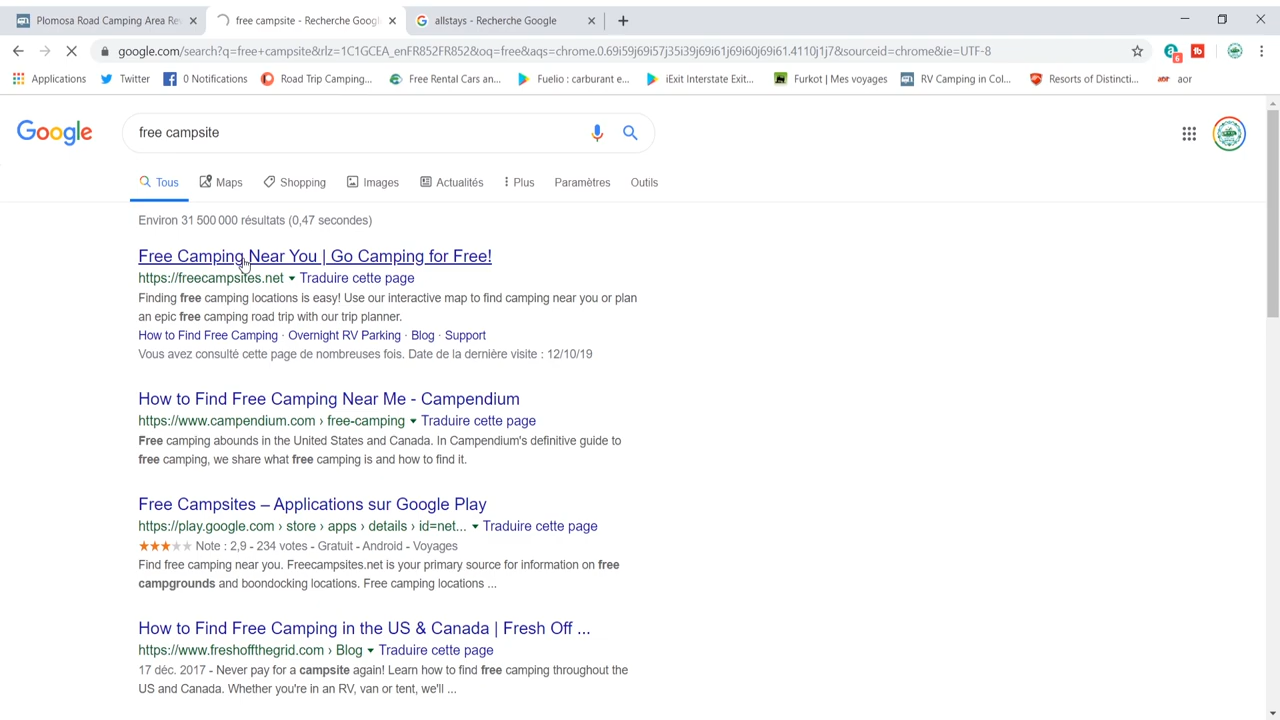 Plomosa Road Camping Area Re
free campsite - Recherche Googl
allstays - Recherche Google
google.com/search?q=free+campsite&rlz=1C1GCEA_enFR852FR852&oq=free&aqs=chrome.0.69i59j69i57j35i39j69i61j69i60j69i61.4110j1j7&sourceid=chrome&ie=UTF-8
6
Applications Twitter 0 Notifications Road Trip Camping... Free Rental Cars an... Fuelio : carburant e... iExit Interstate Exit... Furkot | Mes voyages RV Camping in Col... Resorts of Distincti... aor
Google
free campsite
Tous Maps Shopping Images Actualités Plus Paramètres Outils
Environ 31 500 000 résultats (0,47 secondes)
Free Camping Near You | Go Camping for Free!
https://freecampsites.net Traduire cette page
Finding free camping locations is easy! Use our interactive map to find camping near you or plan
an epic free camping road trip with our trip planner.
How to Find Free Camping · Overnight RV Parking · Blog · Support
Vous avez consulté cette page de nombreuses fois. Date de la dernière visite : 12/10/19
How to Find Free Camping Near Me - Campendium
https://www.campendium.com › free-camping Traduire cette page
Free camping abounds in the United States and Canada. In Campendium's definitive guide to
free camping, we share what free camping is and how to find it.
Free Campsites – Applications sur Google Play
https://play.google.com › store › apps › details › id=net... Traduire cette page
Note : 2,9 - 234 votes - Gratuit - Android - Voyages
Find free camping near you. Freecampsites.net is your primary source for information on free
campgrounds and boondocking locations. Free camping locations ...
How to Find Free Camping in the US & Canada | Fresh Off ...
https://www.freshoffthegrid.com › Blog Traduire cette page
17 déc. 2017 - Never pay for a campsite again! Learn how to find free camping throughout the
US and Canada. Whether you're in an RV, van or tent, we'll ...